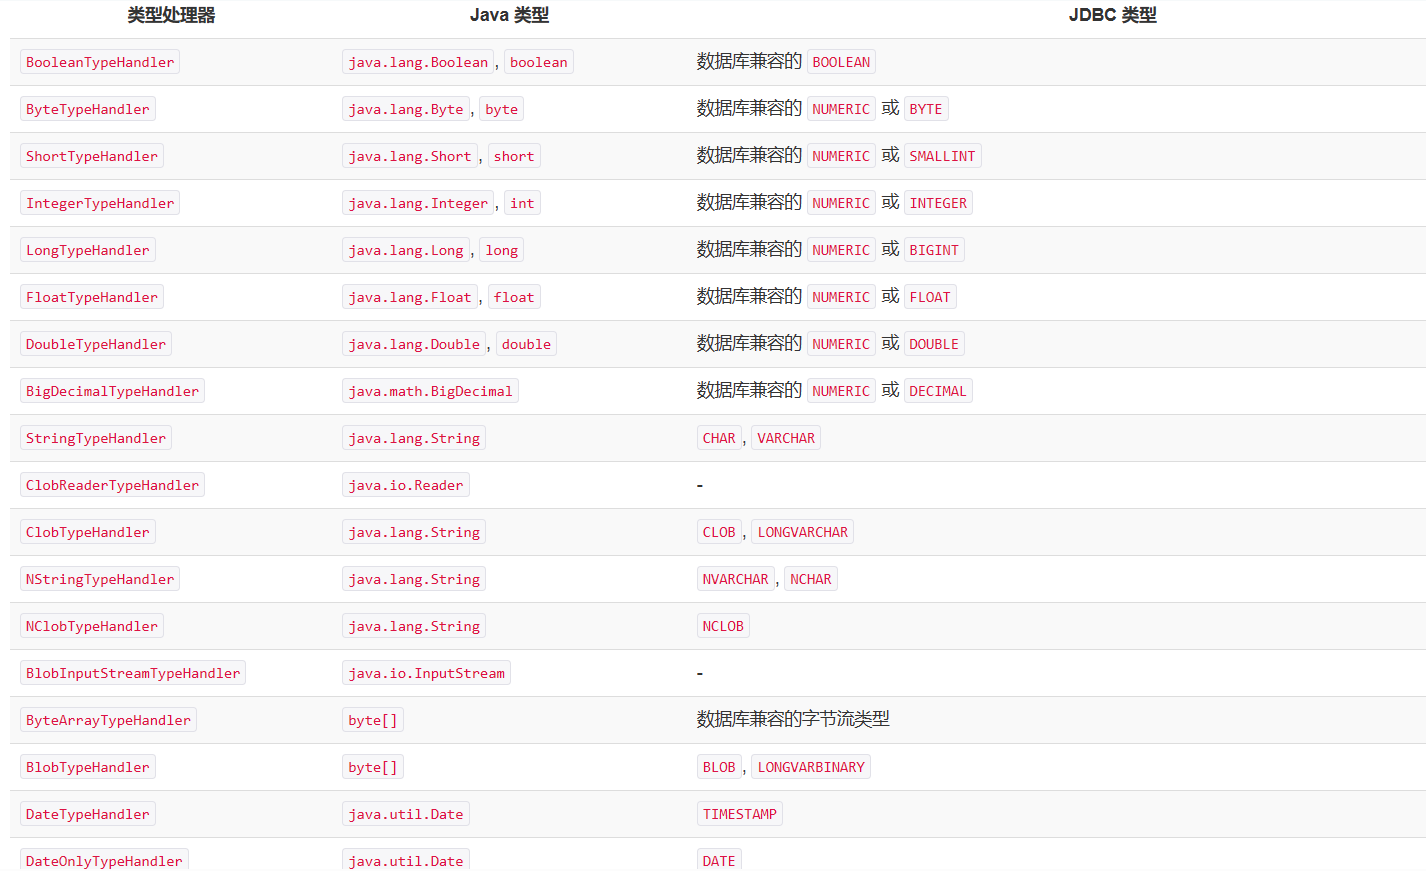 类型处理器 Java 类型 JDBC 类型
BooleanTypeHandler java.lang.Boolean, boolean 数据库兼容的 BOOLEAN
ByteTypeHandler java.lang.Byte, byte 数据库兼容的 NUMERIC 或 BYTE
ShortTypeHandler java.lang.Short, short 数据库兼容的 NUMERIC 或 SMALLINT
IntegerTypeHandler java.lang.Integer, int 数据库兼容的 NUMERIC 或 INTEGER
LongTypeHandler java.lang.Long, long 数据库兼容的 NUMERIC 或 BIGINT
FloatTypeHandler java.lang.Float, float 数据库兼容的 NUMERIC 或 FLOAT
DoubleTypeHandler java.lang.Double, double 数据库兼容的 NUMERIC 或 DOUBLE
BigDecimalTypeHandler java.math.BigDecimal 数据库兼容的 NUMERIC 或 DECIMAL
StringTypeHandler java.lang.String CHAR, VARCHAR
ClobReaderTypeHandler java.io.Reader -
ClobTypeHandler java.lang.String CLOB, LONGVARCHAR
NStringTypeHandler java.lang.String NVARCHAR, NCHAR
NClobTypeHandler java.lang.String NCLOB
BlobInputStreamTypeHandler java.io.InputStream -
ByteArrayTypeHandler byte[] 数据库兼容的字节流类型
BlobTypeHandler byte[] BLOB, LONGVARBINARY
DateTypeHandler java.util.Date TIMESTAMP
DateOnlyTypeHandler java.util.Date DATE